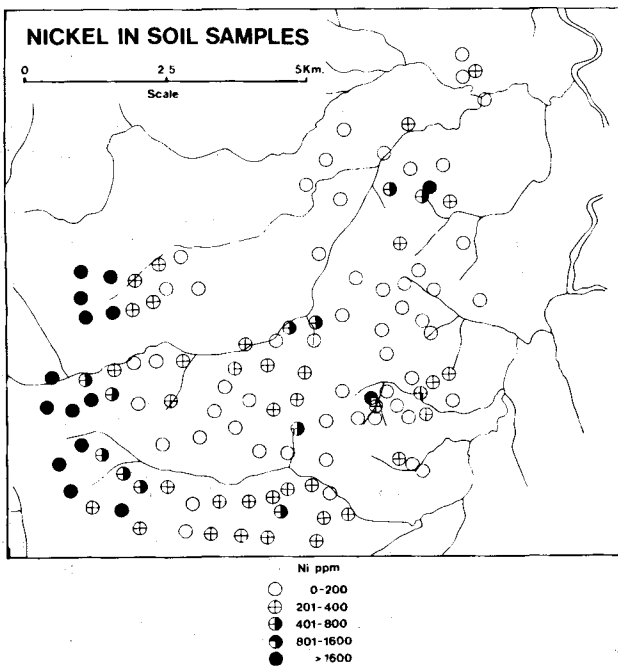 NICKEL IN SOIL SAMPLES
0 2 5 5Km.
Scale
Ni ppm
0-200
201-400
401-800
801-1600
>1600